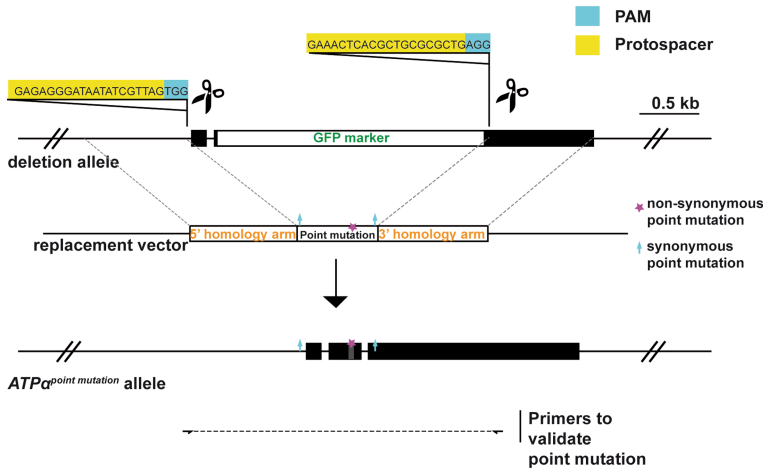 PAM
Protospacer
GAAACTCACGCTGCGCGCTGAGG
GAGAGGGATAATATCGTTAGTGG
0.5 kb
GFP marker
deletion allele
5' homology arm
Point mutation
3' homology arm
replacement vector
non-synonymous
point mutation
synonymous
point mutation
ATPα^point mutation allele
Primers to
validate
point mutation